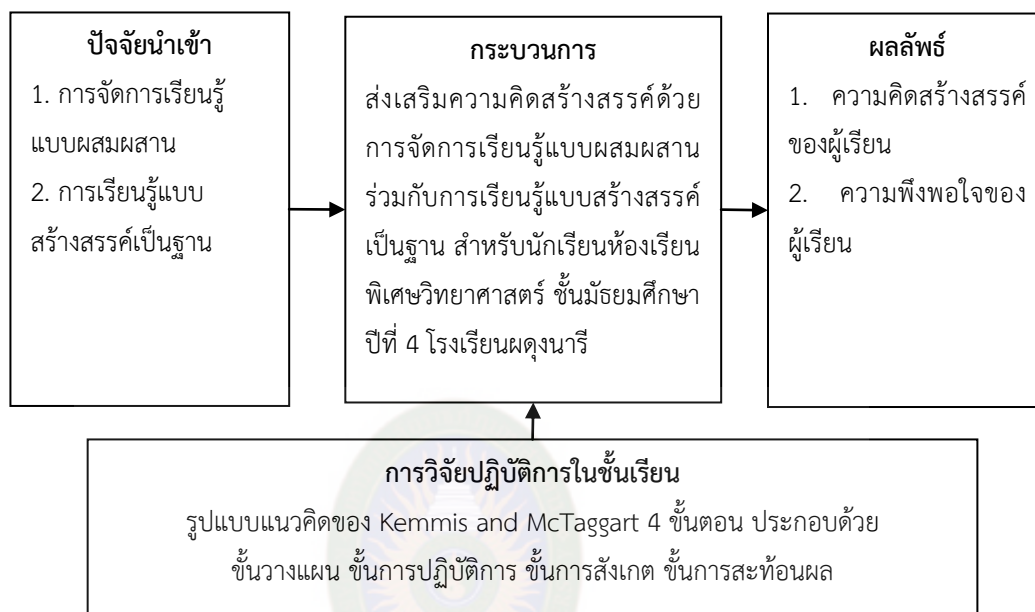 ปัจจัยนำเข้า
1. การจัดการเรียนรู้
แบบผสมผสาน
2. การเรียนรู้แบบ
สร้างสรรค์เป็นฐาน
กระบวนการ
ส่งเสริมความคิดสร้างสรรค์ด้วย
การจัดการเรียนรู้แบบผสมผสาน
ร่วมกับการเรียนรู้แบบสร้างสรรค์
เป็นฐาน สำหรับนักเรียนห้องเรียน
พิเศษวิทยาศาสตร์ ชั้นมัธยมศึกษา
ปีที่ 4 โรงเรียนผดุงนารี
ผลลัพธ์
1. ความคิดสร้างสรรค์
ของผู้เรียน
2. ความพึงพอใจของ
ผู้เรียน
การวิจัยปฏิบัติการในชั้นเรียน
รูปแบบแนวคิดของ Kemmis and McTaggart 4 ขั้นตอน ประกอบด้วย
ขั้นวางแผน ขั้นการปฏิบัติการ ขั้นการสังเกต ขั้นการสะท้อนผล